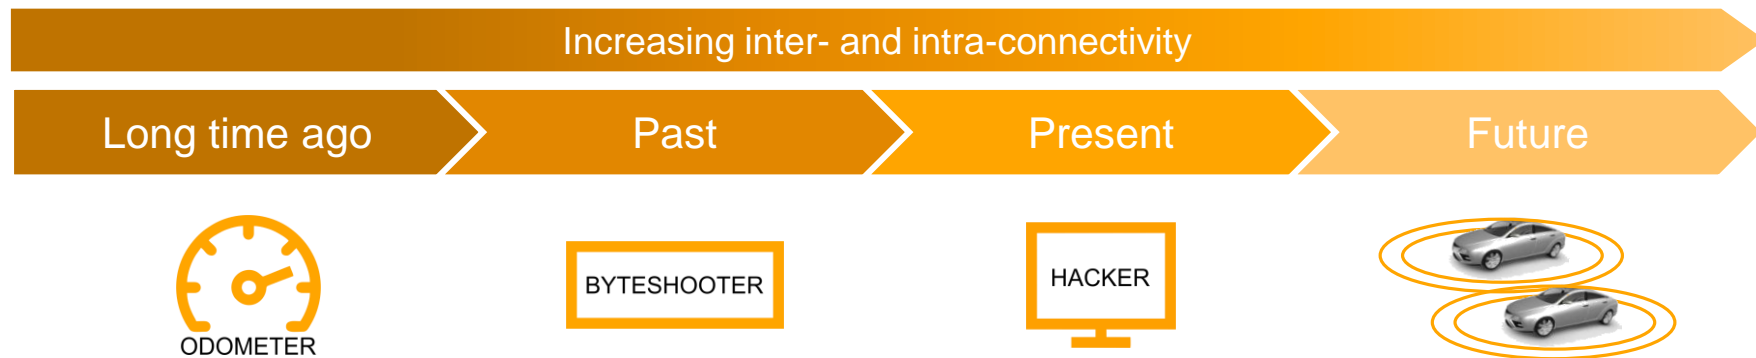 Increasing inter- and intra-connectivity
Long time ago
Past
Present
Future
ODOMETER
BYTESHOOTER
HACKER